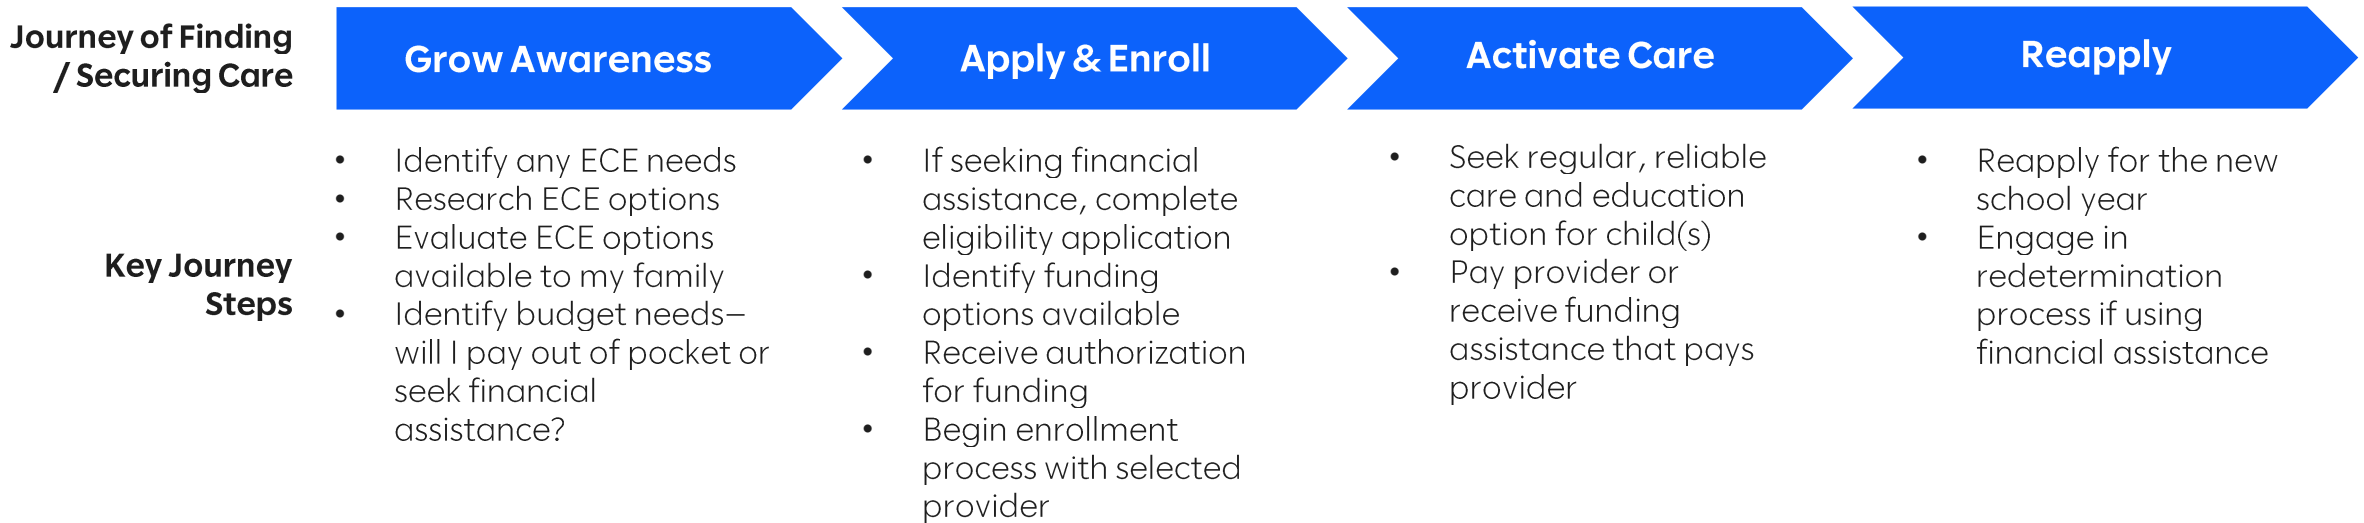 Journey of Finding
/ Securing Care
Grow Awareness
Apply & Enroll
Activate Care
Reapply
Key Journey
Steps
• Identify any ECE needs
• Research ECE options
• Evaluate ECE options
available to my family
• Identify budget needs—
will I pay out of pocket or
seek financial
assistance?
• If seeking financial
assistance, complete
eligibility application
• Identify funding
options available
• Receive authorization
for funding
• Begin enrollment
process with selected
provider
• Seek regular, reliable
care and education
option for child(s)
• Pay provider or
receive funding
assistance that pays
provider
• Reapply for the new
school year
• Engage in
redetermination
process if using
financial assistance